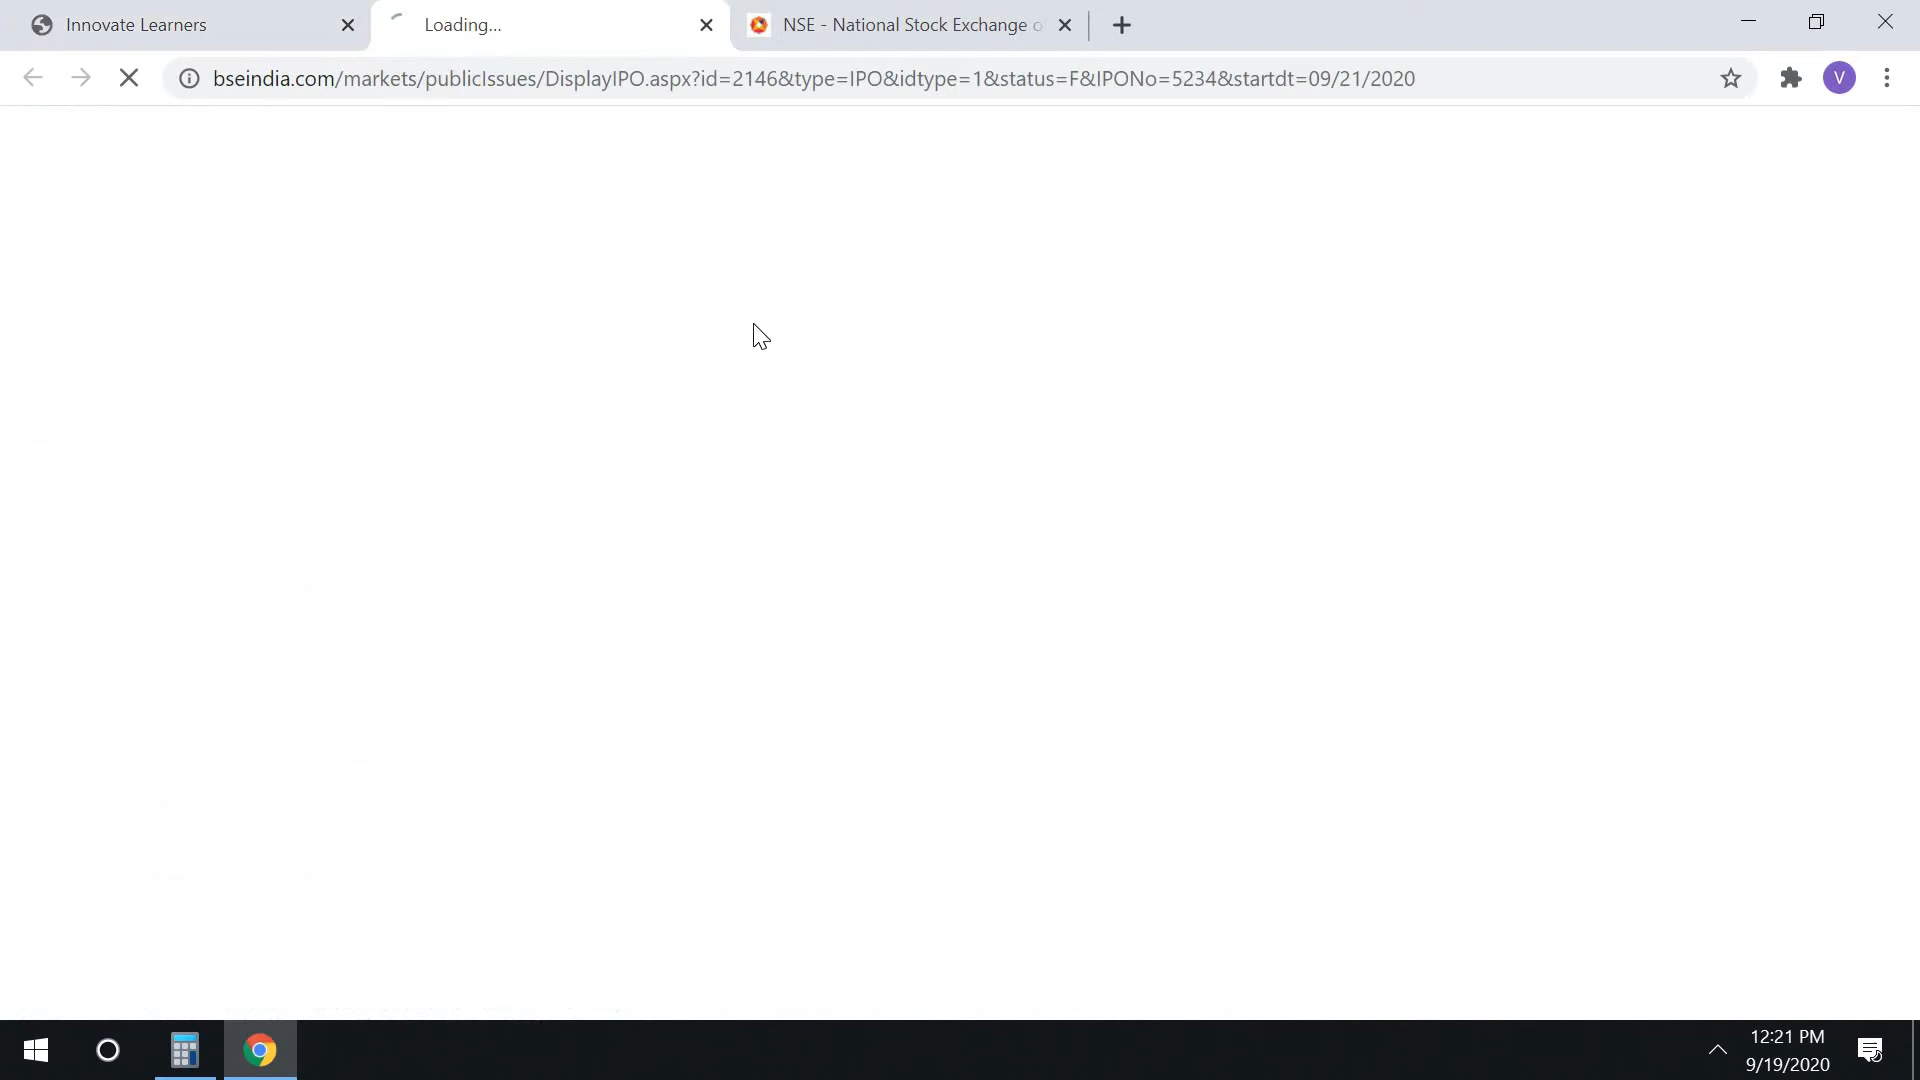 Innovate Learners
Loading...
NSE - National Stock Exchange o
bseindia.com/markets/publicIssues/DisplayIPO.aspx?id=2146&type=IPO&idtype=1&status=F&IPONo=5234&startdt=09/21/2020
V
12:21 PM
9/19/2020